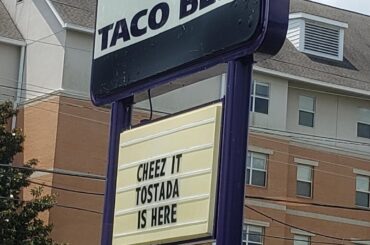 TACO BE
CHEEZ IT
TOSTADA
IS HERE